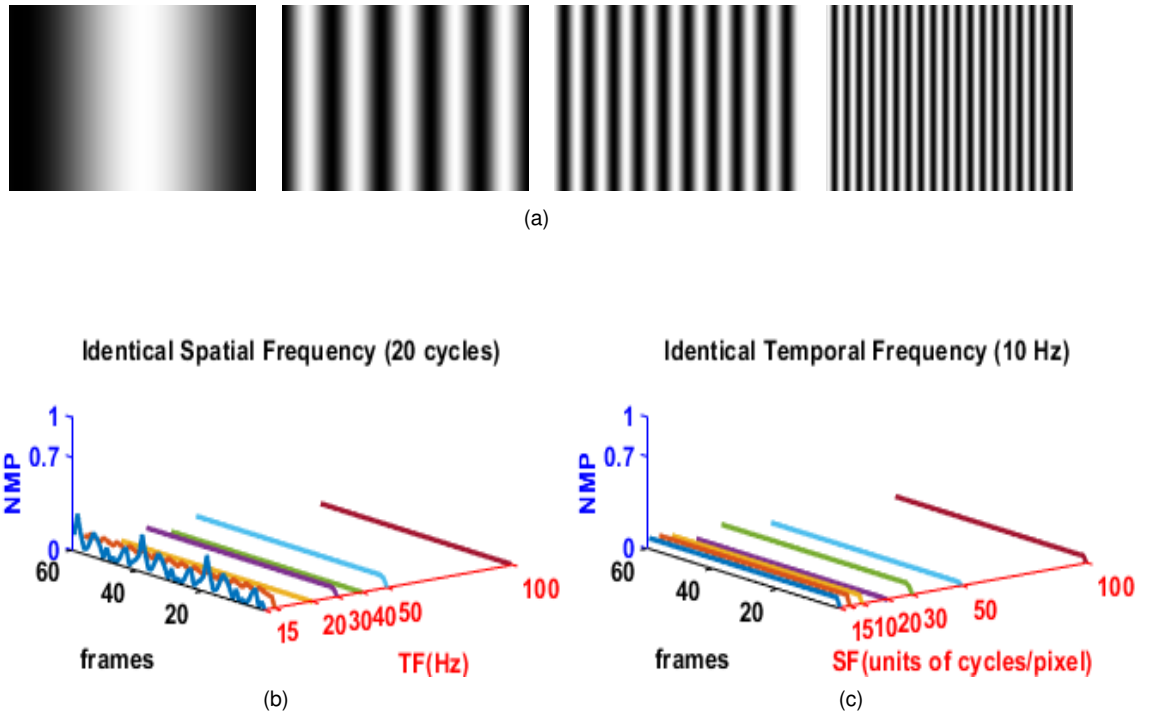 (a)
Identical Spatial Frequency (20 cycles)
Identical Temporal Frequency (10 Hz)
1
0.7
0
NMP
60
40
20
frames
15
20
30
40
50
100
TF(Hz)
1
0.7
0
NMP
60
40
20
frames
15
10
20
30
50
100
SF(units of cycles/pixel)
(b)
(c)